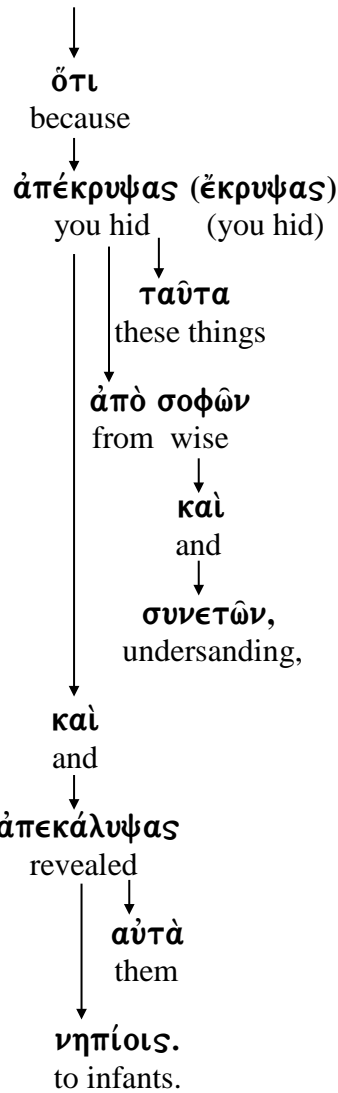 ὅτι
because
ἀπέκρυψας (ἔκρυψας)
you hid (you hid)
ταῦτα
these things
ἀπὸ σοφῶν
from wise
καὶ
and
συνετῶν,
undersanding,
καὶ
and
ἀπεκάλυψας
revealed
αὐτὰ
them
νηπίοις.
to infants.